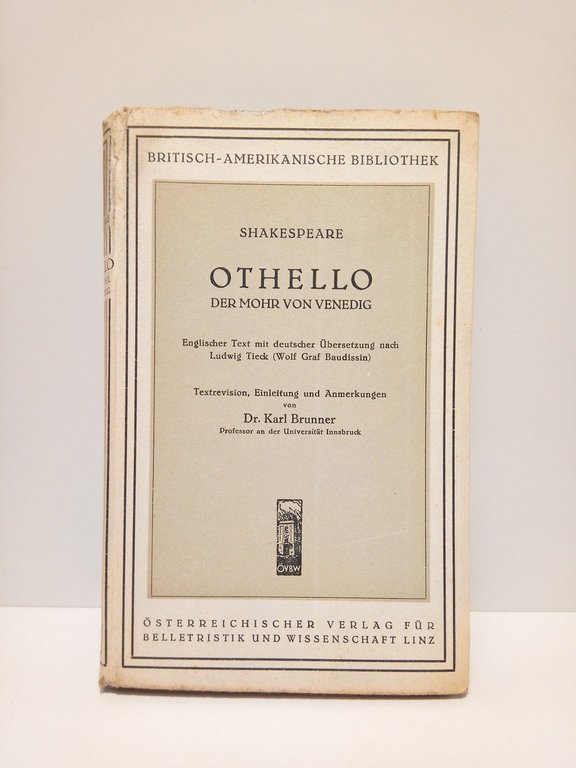 BRITISCH-AMERIKANISCHE BIBLIOTHEK
SHAKESPEARE
OTHELLO
DER MOHR VON VENEDIG
Englischer Text mit deutscher Übersetzung nach
Ludwig Tieck (Wolf Graf Baudissin)
Textrevision, Einleitung und Anmerkungen
von
Dr. Karl Brunner
Professor an der Universität Innsbruck
ÖVBW
ÖSTERREICHISCHER VERLAG FÜR
BELLETRISTIK UND WISSENSCHAFT LINZ